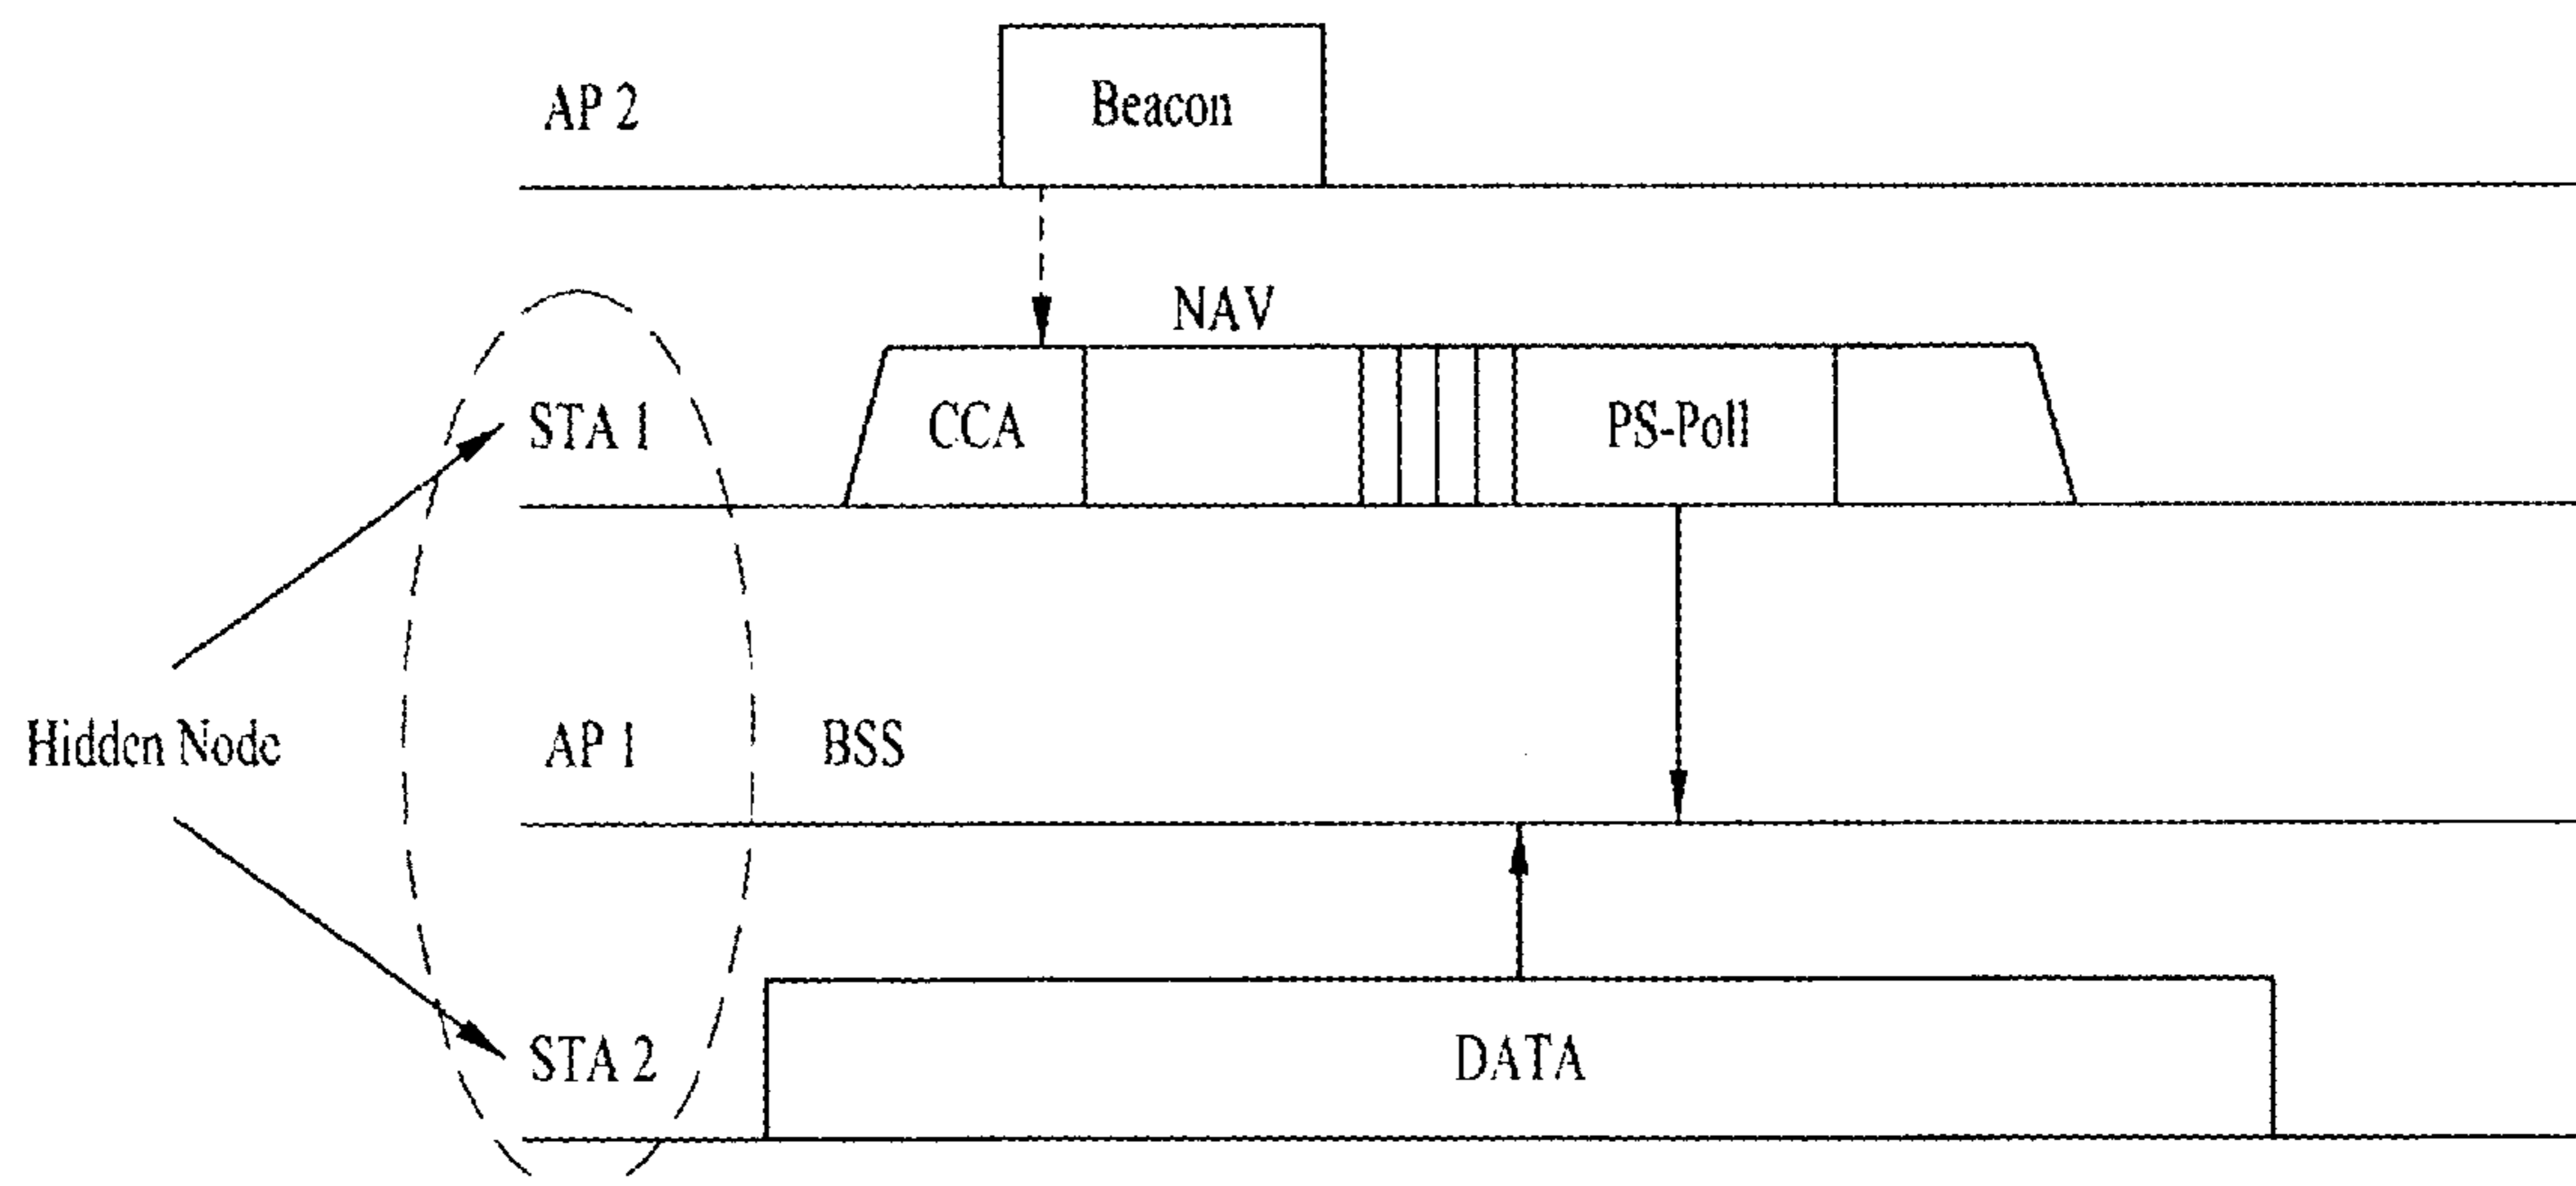 AP 2
Beacon
NAV
STA 1
CCA
PS-Poll
Hidden Node
AP 1
BSS
STA 2
DATA